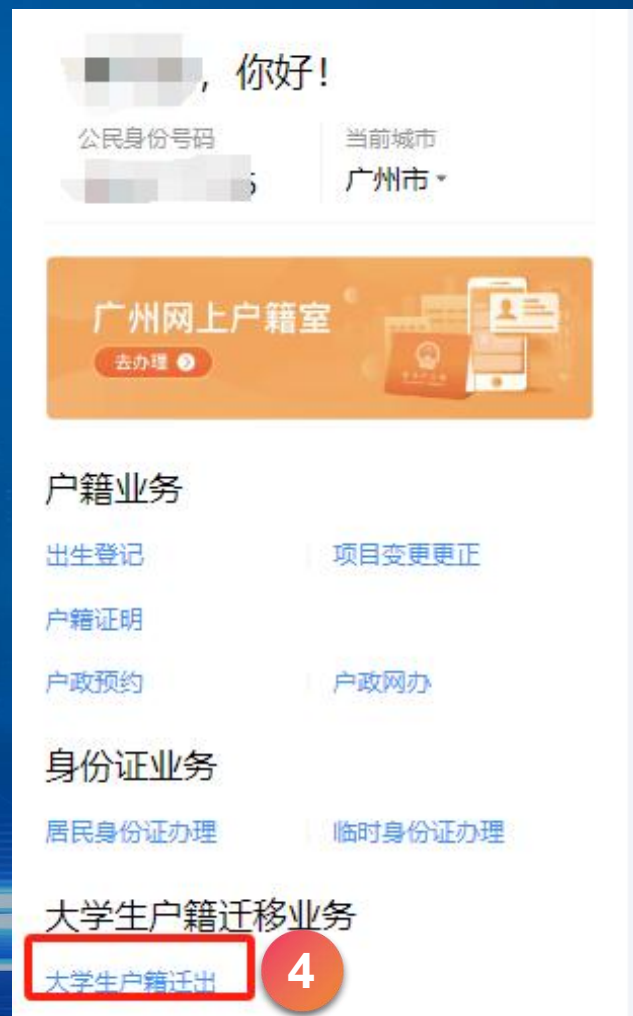 ，你好！
公民身份号码 当前城市
广州市
广州网上户籍室
去办理
户籍业务
出生登记 项目变更更正
户籍证明
户政预约 户政网办
身份证业务
居民身份证办理 临时身份证办理
大学生户籍迁移业务
大学生户籍迁出 4